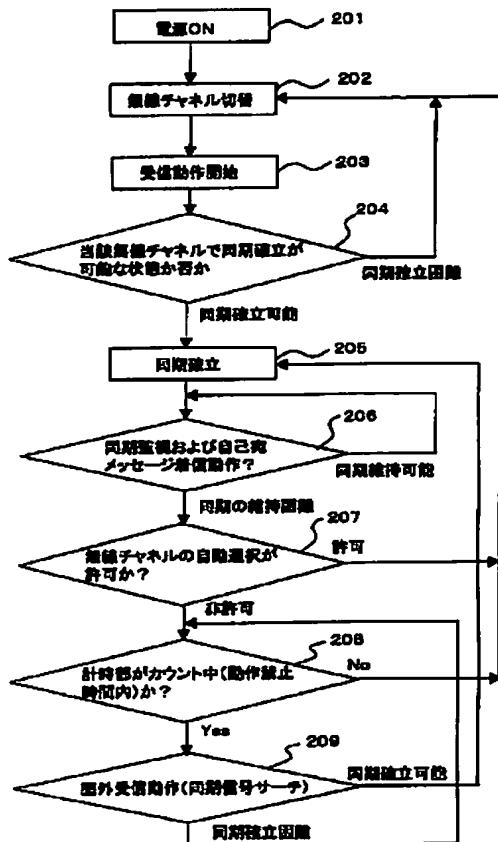 電源ON
201
無線チャネル切替
202
受信動作開始
203
当該無線チャネルで同期確立が
可能な状態か否か
204
同期確立困難
同期確立可能
同期確立
205
同期監視および自己宛
メッセージ着信動作?
206
同期維持可能
同期の維持困難
無線チャネルの自動選択が
許可か?
207
許可
非許可
計時部がカウント中(動作禁止
時間内)か?
208
No
Yes
圏外受信動作(同期信号サーチ)
209
同期確立可能
同期確立困難